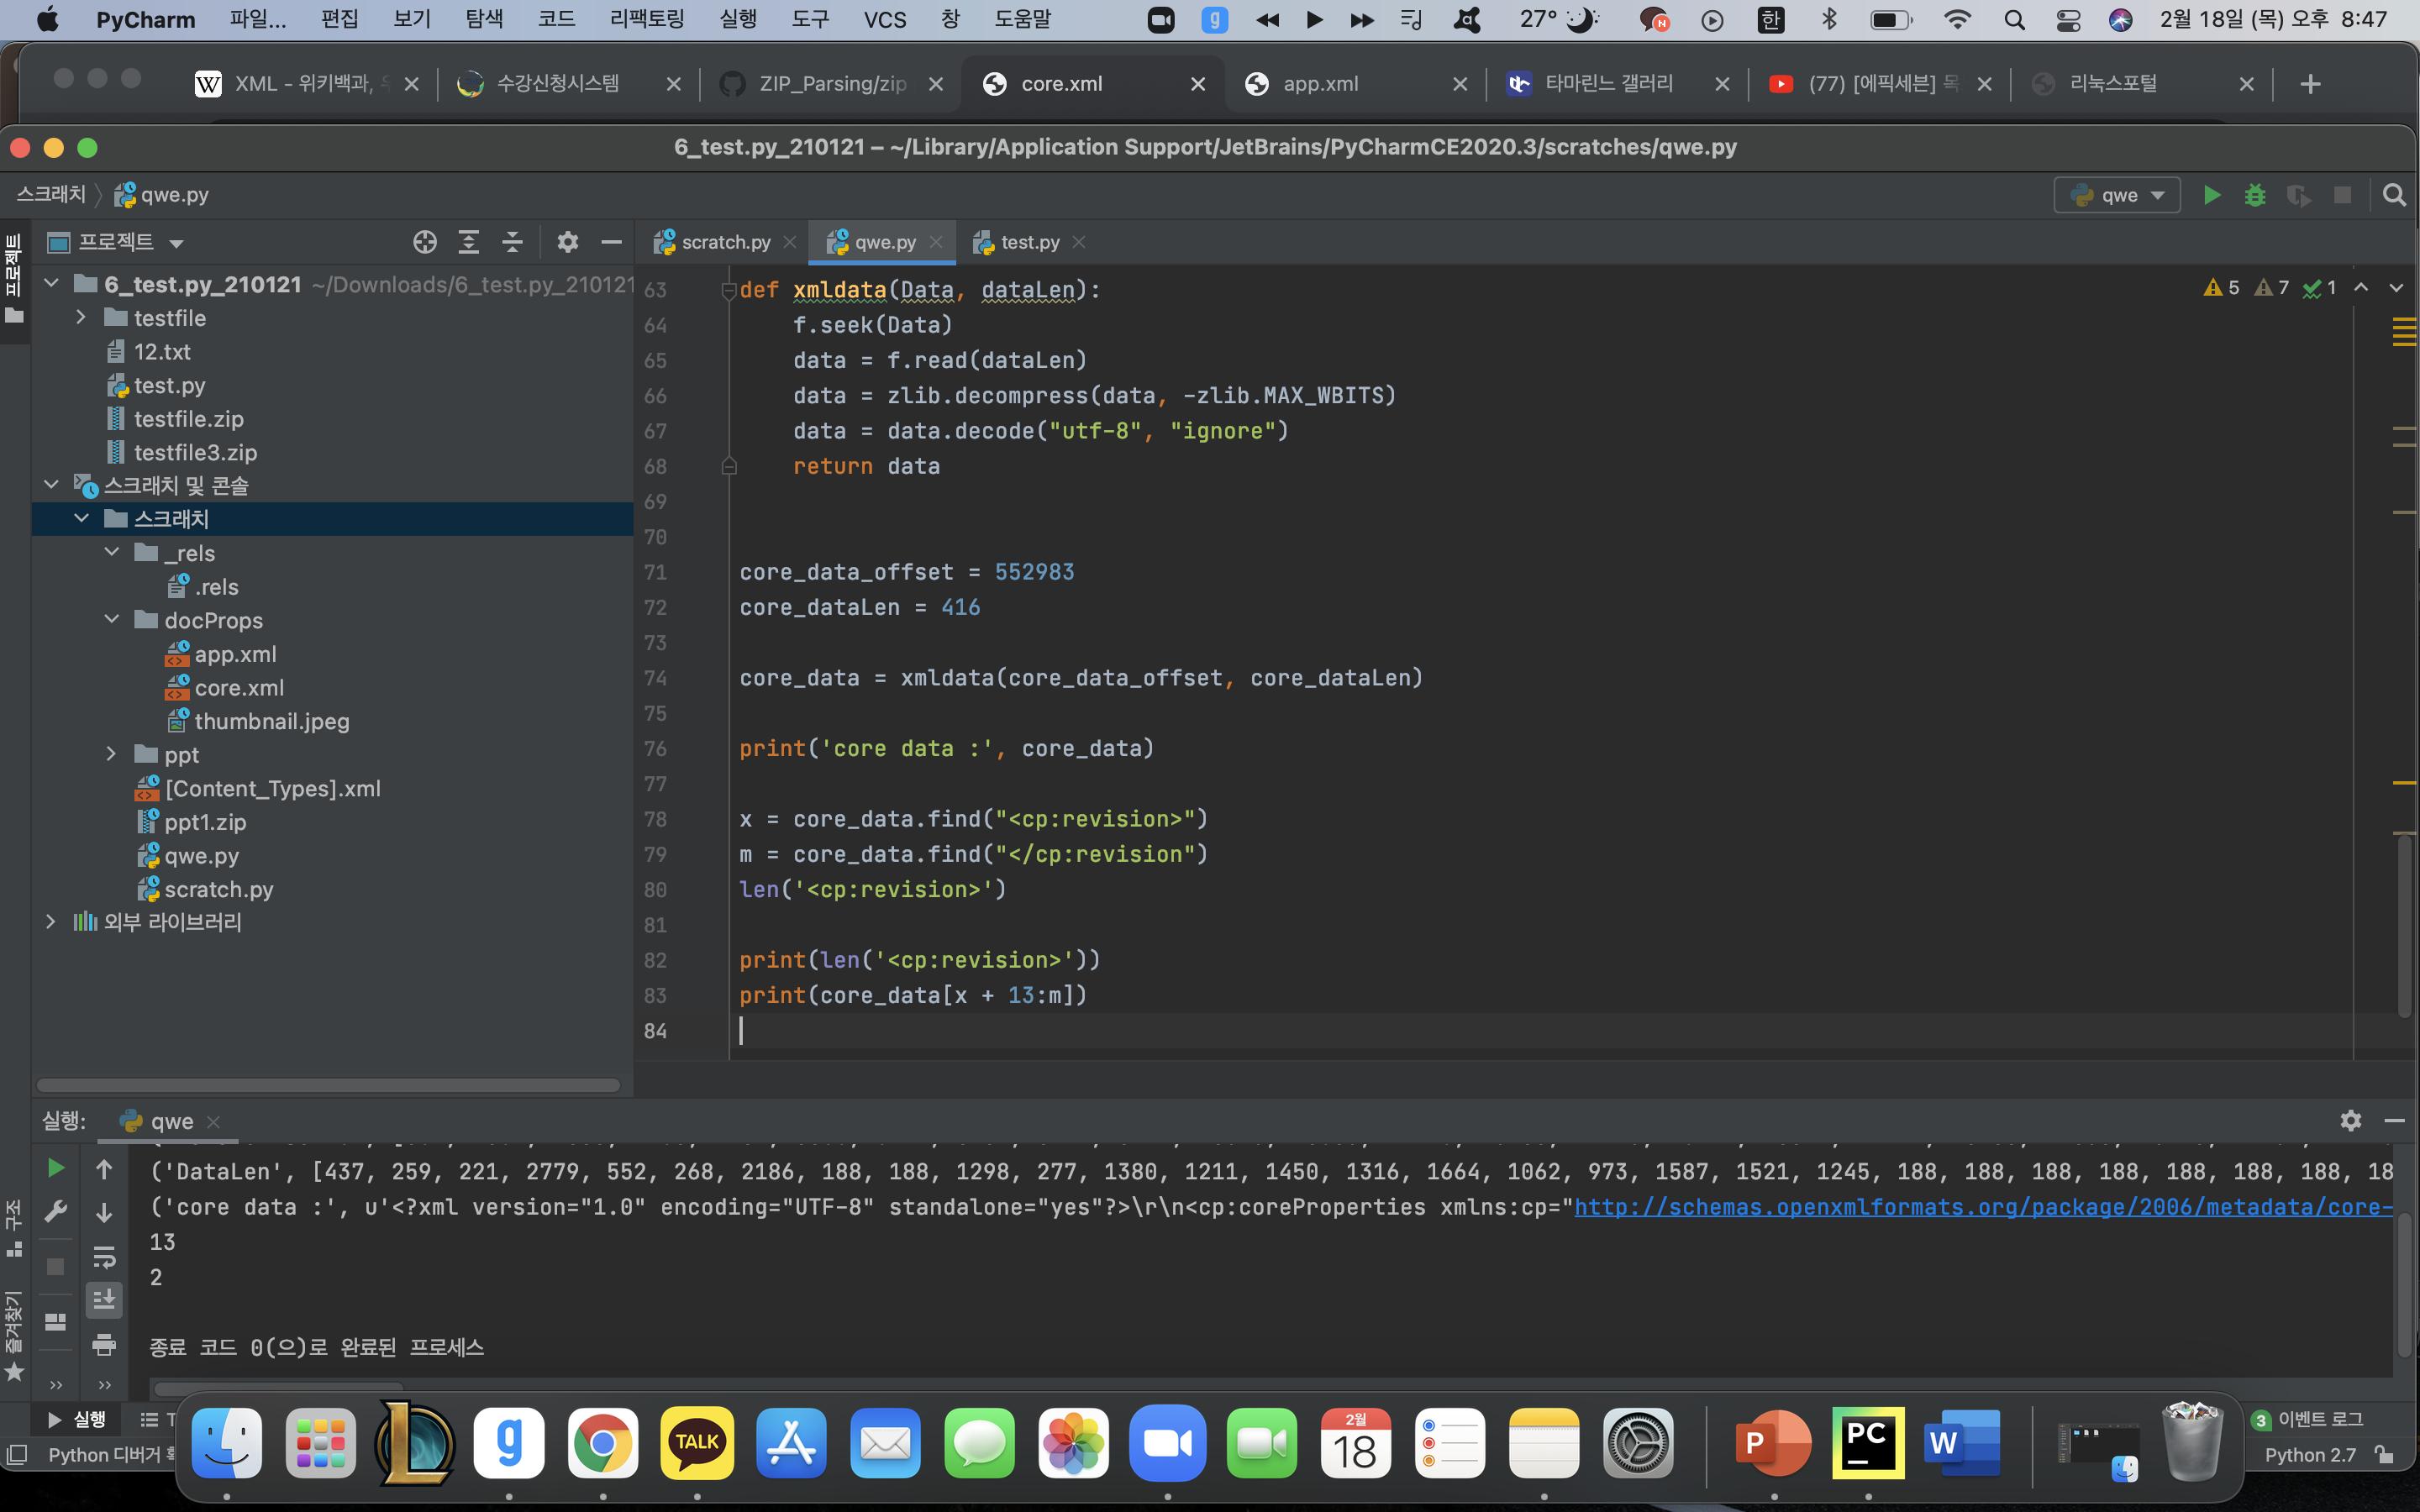 PyCharm 파일... 편집 보기 탐색 코드 리팩토링 실행 도구 VCS 창 도움말 27° 한 2월 18일 (목) 오후 8:47
XML - 위키백과, 수강신청시스템 ZIP_Parsing/zip core.xml app.xml 타마린드 갤러리 (77) [에픽세븐] 리눅스포털
6_test.py_210121 – ~/Library/Application Support/JetBrains/PyCharmCE2020.3/scratches/qwe.py
스크래치 qwe.py qwe
프로젝트
프로젝트
scratch.py qwe.py test.py
6_test.py_210121 ~/Downloads/6_test.py_210121
testfile
12.txt
test.py
testfile.zip
testfile3.zip
스크래치 및 콘솔
스크래치
_rels
.rels
docProps
app.xml
core.xml
thumbnail.jpeg
ppt
[Content_Types].xml
ppt1.zip
qwe.py
scratch.py
외부 라이브러리
5 7 1
63 def xmldata(Data, dataLen):
64 f.seek(Data)
65 data = f.read(dataLen)
66 data = zlib.decompress(data, -zlib.MAX_WBITS)
67 data = data.decode("utf-8", "ignore")
68 return data
69
70
71 core_data_offset = 552983
72 core_dataLen = 416
73
74 core_data = xmldata(core_data_offset, core_dataLen)
75
76 print('core data :', core_data)
77
78 x = core_data.find("<cp:revision>")
79 m = core_data.find("</cp:revision")
80 len('<cp:revision>')
81
82 print(len('<cp:revision>'))
83 print(core_data[x + 13:m])
84
실행: qwe
('DataLen', [437, 259, 221, 2779, 552, 268, 2186, 188, 188, 1298, 277, 1380, 1211, 1450, 1316, 1664, 1062, 973, 1587, 1521, 1245, 188, 188, 188, 188, 188, 188, 188, 18
('core data :', u'<?xml version="1.0" encoding="UTF-8" standalone="yes"?>\r\n<cp:coreProperties xmlns:cp="http://schemas.openxmlformats.org/package/2006/metadata/core-
13
2
종료 코드 0(으)로 완료된 프로세스
구조
즐겨찾기
실행
3 이벤트 로그
Python 디버거 Python 2.7
TALK
2월
18
P
PC
W